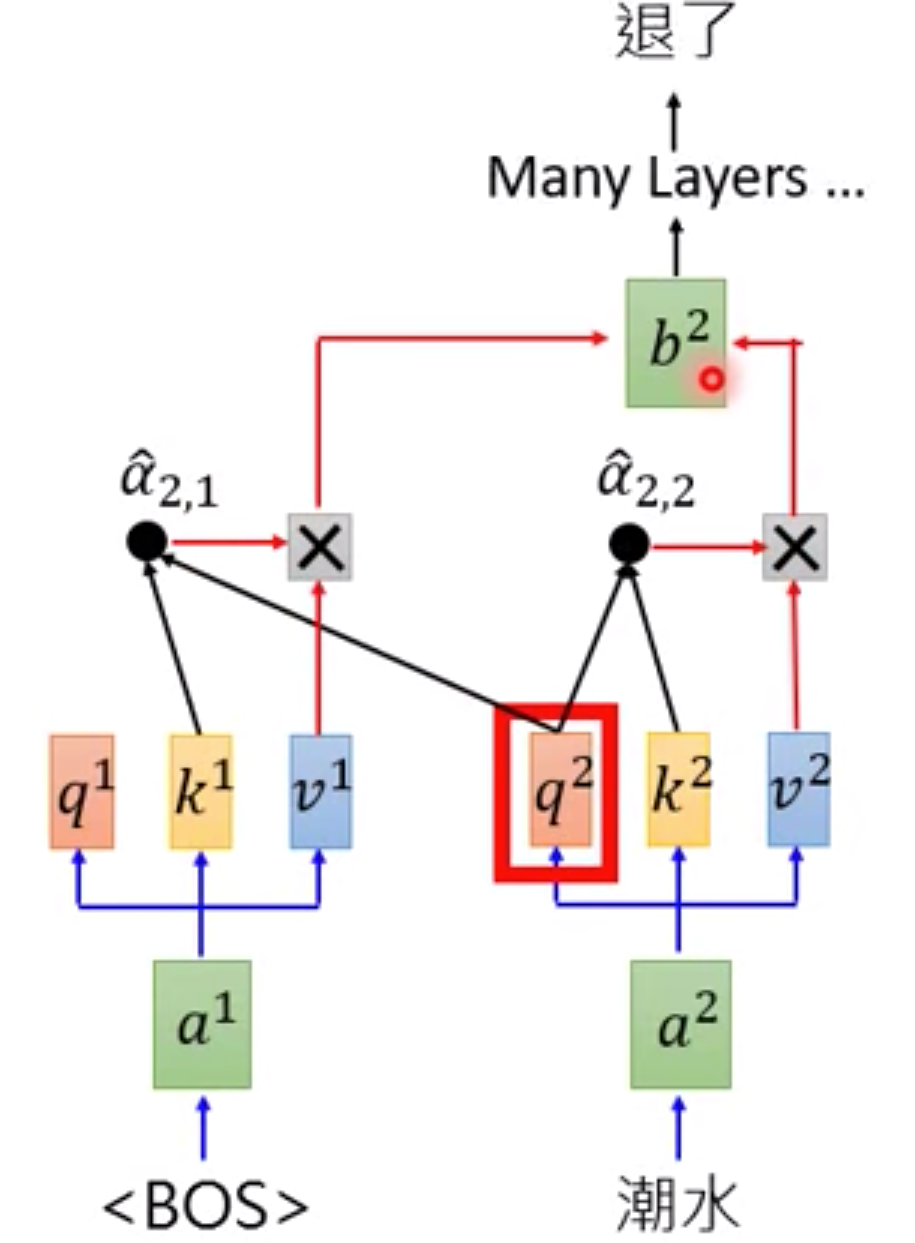 退了
Many Layers ...
b²
α̂₂,₁ α̂₂,₂
q¹ k¹ v¹ q² k² v²
a¹ a²
<BOS> 潮水